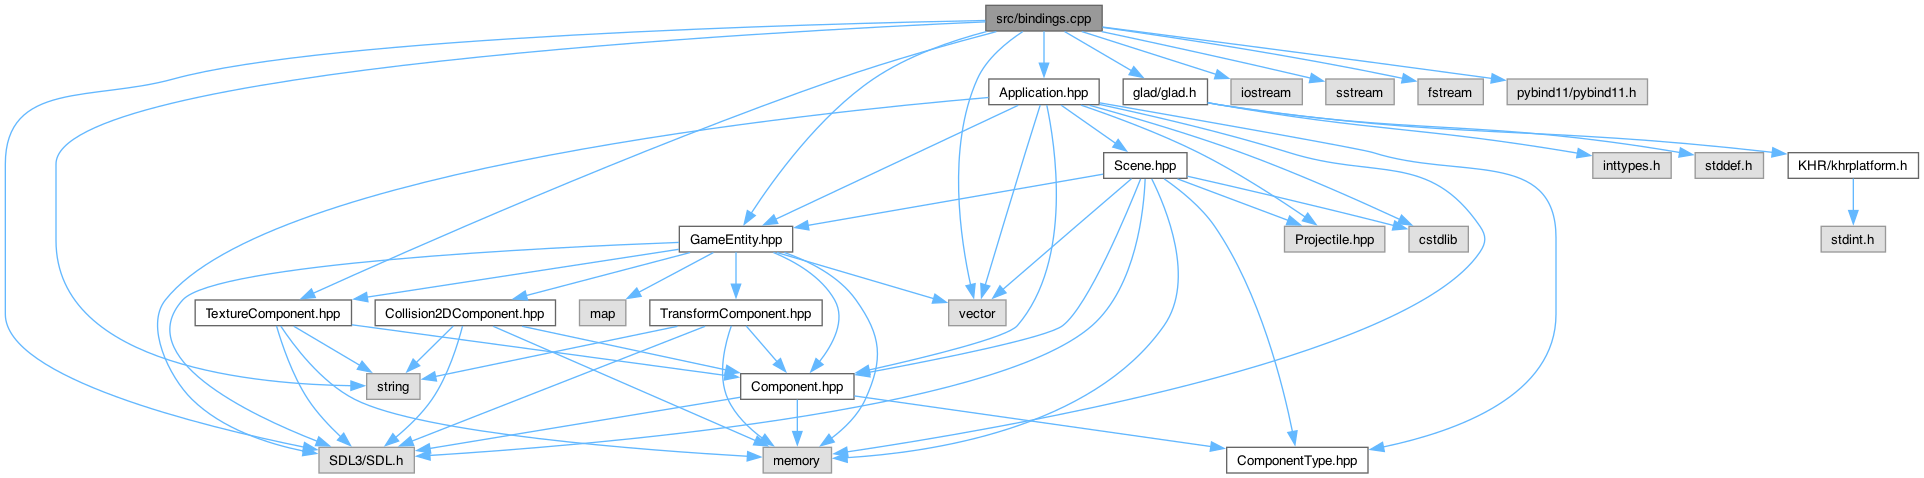 src/bindings.cpp
Application.hpp
glad/glad.h
iostream
sstream
fstream
pybind11/pybind11.h
Scene.hpp
inttypes.h
stddef.h
KHR/khrplatform.h
GameEntity.hpp
Projectile.hpp
cstdlib
stdint.h
TextureComponent.hpp
Collision2DComponent.hpp
map
TransformComponent.hpp
vector
string
Component.hpp
SDL3/SDL.h
memory
ComponentType.hpp